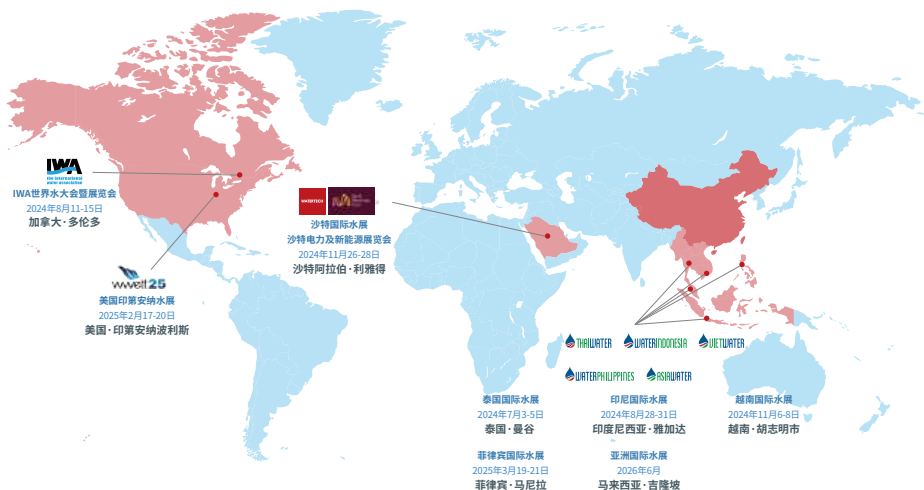 IWA
the international
water association
IWA世界水大会暨展览会
2024年8月11-15日
加拿大·多伦多
WATERTECH
沙特国际水展
沙特电力及新能源展览会
2024年11月26-28日
沙特阿拉伯·利雅得
wwett25
美国印第安纳水展
2025年2月17-20日
美国·印第安纳波利斯
THAIWATER WATERINDONESIA VIETWATER
WATERPHILIPPINES ASIAWATER
泰国国际水展
2024年7月3-5日
泰国·曼谷
印尼国际水展
2024年8月28-31日
印度尼西亚·雅加达
越南国际水展
2024年11月6-8日
越南·胡志明市
菲律宾国际水展
2025年3月19-21日
菲律宾·马尼拉
亚洲国际水展
2026年6月
马来西亚·吉隆坡